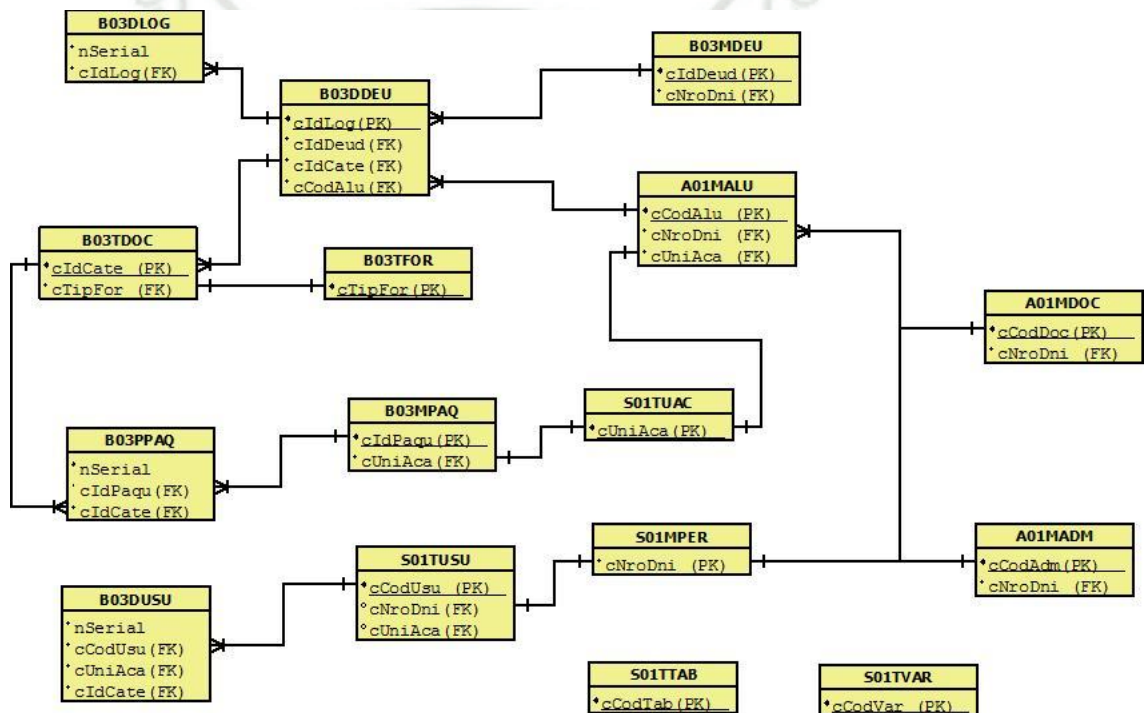 B03DLOG
nSerial
cIdLog(FK)
B03DDEU
cIdLog(PK)
cIdDeud(FK)
cIdCate(FK)
cCodAlu(FK)
B03MDEU
cIdDeud(PK)
cNroDni(FK)
A01MALU
cCodAlu (PK)
cNroDni (FK)
cUniAca (FK)
B03TDOC
cIdCate (PK)
cTipFor (FK)
B03TFOR
cTipFor(PK)
A01MDOC
cCodDoc(PK)
cNroDni (FK)
B03MPAQ
cIdPaqu(PK)
cUniAca(FK)
S01TUAC
cUniAca(PK)
B03PPAQ
nSerial
cIdPaqu(FK)
cIdCate(FK)
S01TUSU
cCodUsu (PK)
cNroDni(FK)
cUniAca(FK)
S01MPER
cNroDni (PK)
A01MADM
cCodAdm(PK)
cNroDni (FK)
B03DUSU
nSerial
cCodUsu(FK)
cUniAca(FK)
cIdCate(FK)
S01TTAB
cCodTab(PK)
S01TVAR
cCodVar (PK)